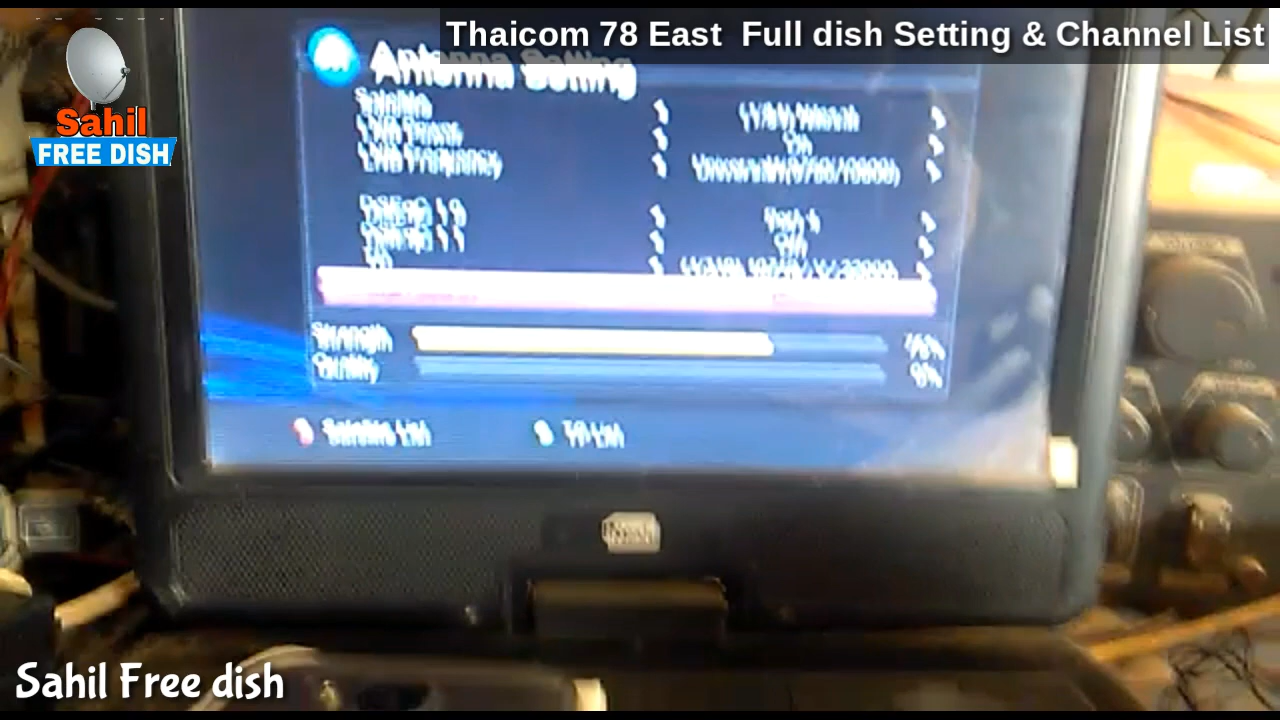 Thaicom 78 East Full dish Setting & Channel List
Sahil
FREE DISH
Antenna Setting
Satellite
LNB Power
On
LNB Frequency
Universal(9750/10600)
DiSEqC 1.0
DiSEqC 1.1
Off
TP
Strength
Quality
0%
Satellite List
TP List
Sahil Free dish